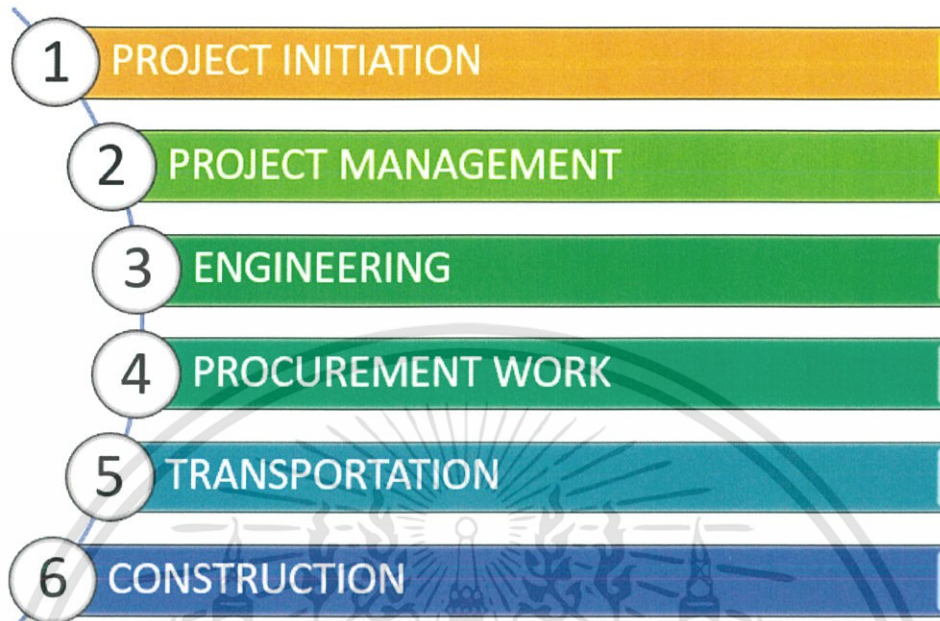 1 PROJECT INITIATION
2 PROJECT MANAGEMENT
3 ENGINEERING
4 PROCUREMENT WORK
5 TRANSPORTATION
6 CONSTRUCTION